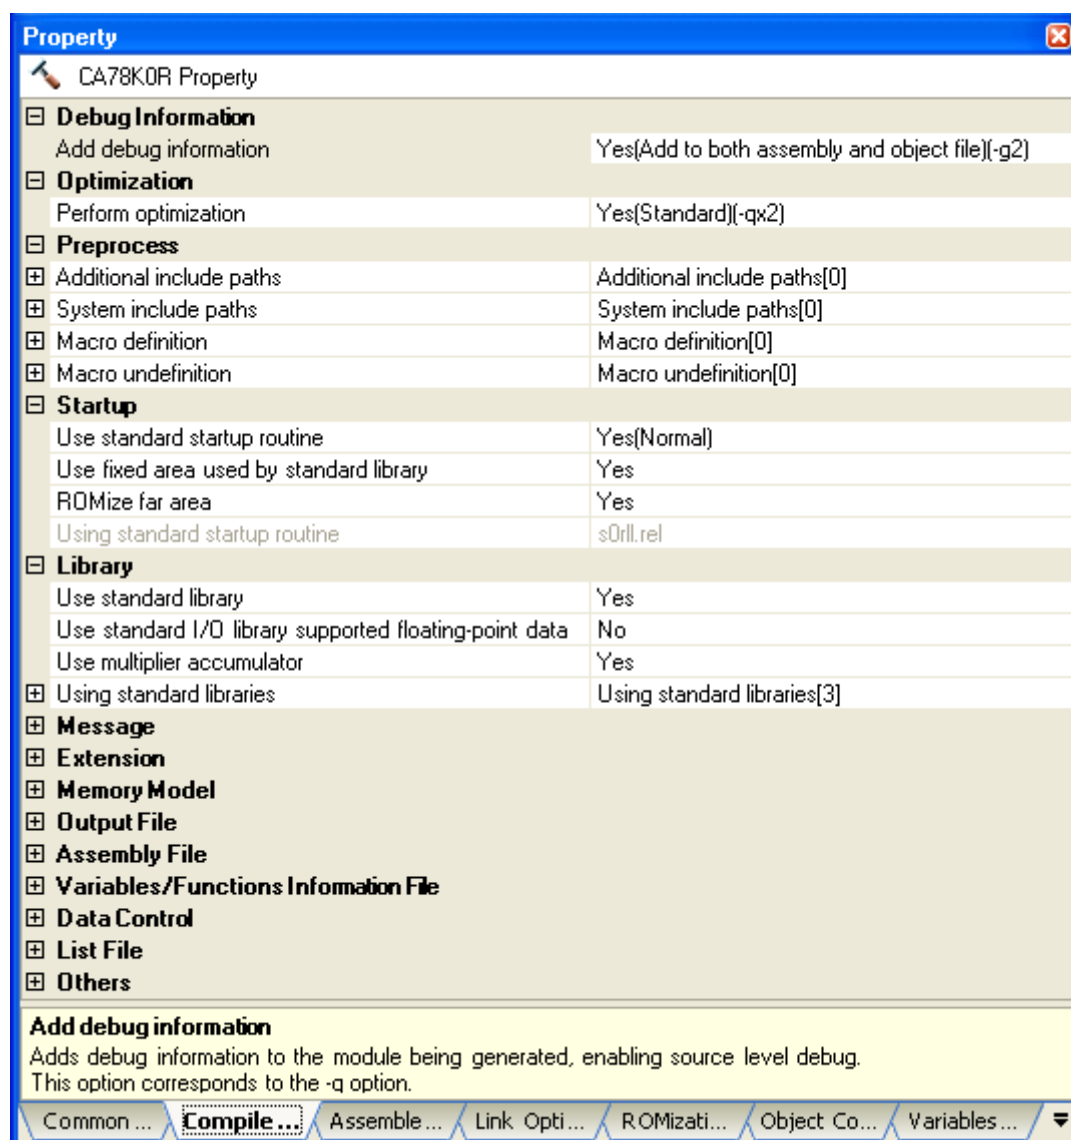 Property
CA78K0R Property
Debug Information
Add debug information Yes(Add to both assembly and object file)(-g2)
Optimization
Perform optimization Yes(Standard)(-qx2)
Preprocess
Additional include paths Additional include paths[0]
System include paths System include paths[0]
Macro definition Macro definition[0]
Macro undefinition Macro undefinition[0]
Startup
Use standard startup routine Yes(Normal)
Use fixed area used by standard library Yes
ROMize far area Yes
Using standard startup routine s0rll.rel
Library
Use standard library Yes
Use standard I/O library supported floating-point data No
Use multiplier accumulator Yes
Using standard libraries Using standard libraries[3]
Message
Extension
Memory Model
Output File
Assembly File
Variables/Functions Information File
Data Control
List File
Others
Add debug information
Adds debug information to the module being generated, enabling source level debug.
This option corresponds to the -g option.
Common ... Compile ... Assemble ... Link Opti... ROMizati... Object Co... Variables ...